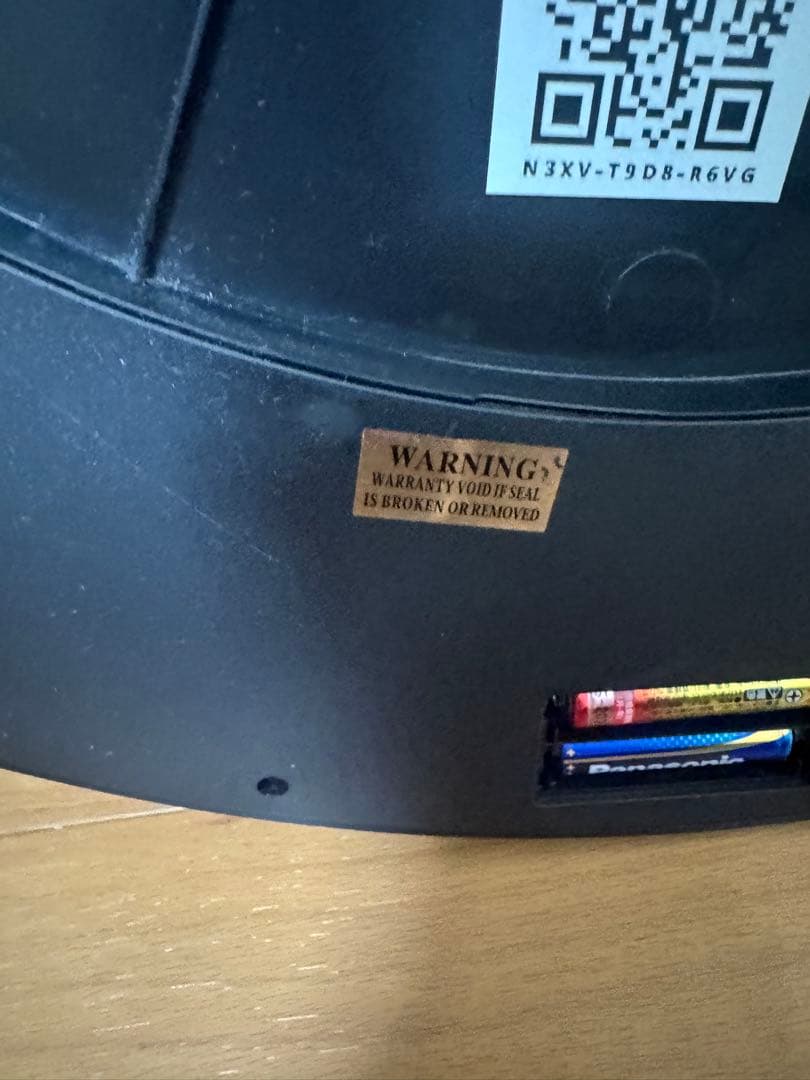 N3XV-T9D8-R6VG
WARNING
WARRANTY VOID IF SEAL
IS BROKEN OR REMOVED
Panasonic